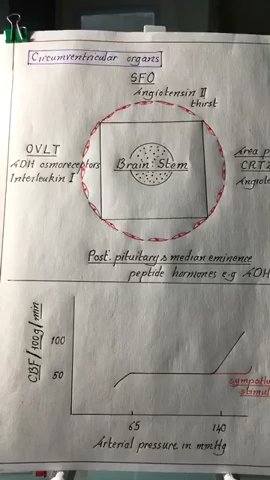 Circumventricular organs
SFO
Angiotensin II
thirst
OVLT
ADH osmoreceptors
Interleukin I
Brain Stem
Area p
CRTZ
Angiot
Post. pituitary & median eminence
peptide hormones e.g ADH
CBF/100g/min
100
50
sympath
stimul
65
140
Arterial pressure in mmHg